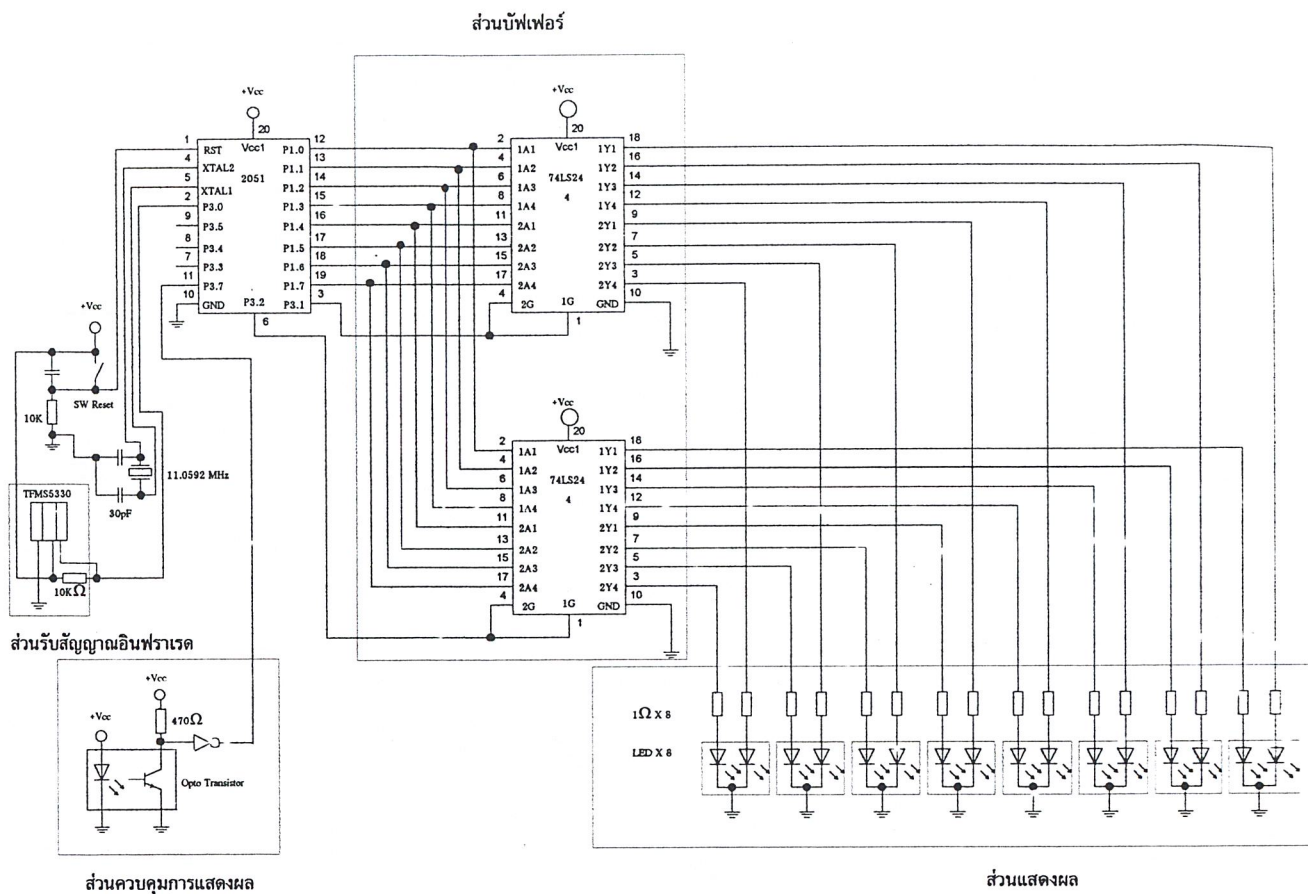 ส่วนบัฟเฟอร์
+Vcc
20
Vcc1
2051
1 RST
4 XTAL2
5 XTAL1
2 P3.0
9 P3.5
8 P3.4
7 P3.3
11 P3.7
10 GND
P1.0 12
P1.1 13
P1.2 14
P1.3 15
P1.4 16
P1.5 17
P1.6 18
P1.7 19
P3.1 3
P3.2
6
+Vcc
20
Vcc1
74LS24
4
2 1A1
4 1A2
6 1A3
8 1A4
11 2A1
13 2A2
15 2A3
17 2A4
4 2G
1G
1
1Y1 18
1Y2 16
1Y3 14
1Y4 12
2Y1 9
2Y2 7
2Y3 5
2Y4 3
GND 10
+Vcc
SW Reset
10K
11.0592 MHz
30pF
TFMS5330
10KΩ
ส่วนรับสัญญาณอินฟราเรด
+Vcc
20
Vcc1
74LS24
4
2 1A1
4 1A2
6 1A3
8 1A4
11 2A1
13 2A2
15 2A3
17 2A4
4 2G
1G
1
1Y1 18
1Y2 16
1Y3 14
1Y4 12
2Y1 9
2Y2 7
2Y3 5
2Y4 3
GND 10
+Vcc
+Vcc
470Ω
Opto Transistor
ส่วนควบคุมการแสดงผล
1Ω X 8
LED X 8
ส่วนแสดงผล